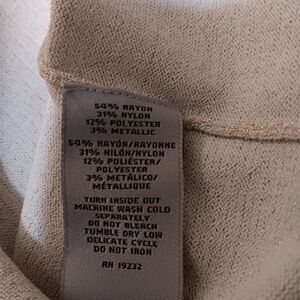 54% RAYON
31% NYLON
12% POLYESTER
3% METALLIC
54% RAYÓN/RAYONNE
31% NILÓN/NYLON
12% POLIÉSTER/
POLYESTER
3% METÁLICO/
MÉTALLIQUE
TURN INSIDE OUT
MACHINE WASH COLD
SEPARATELY
DO NOT BLEACH
TUMBLE DRY LOW
DELICATE CYCLE
DO NOT IRON
RN 19232